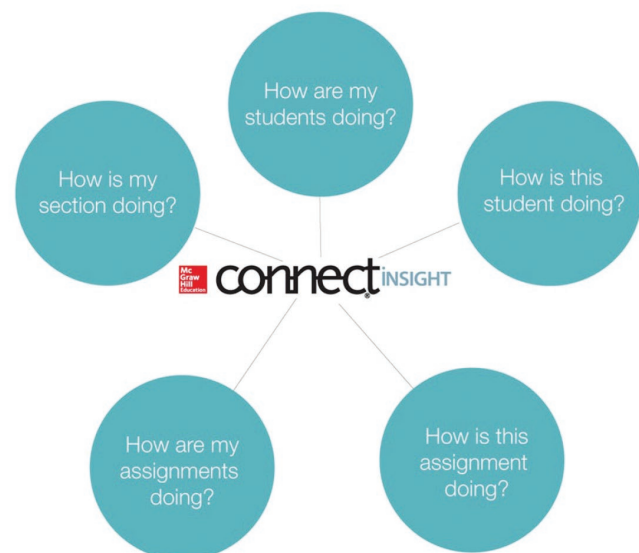 How are my
students doing?
How is my
section doing?
How is this
student doing?
Mc
Graw
Hill
Education
connect®
INSIGHT
How are my
assignments
doing?
How is this
assignment
doing?